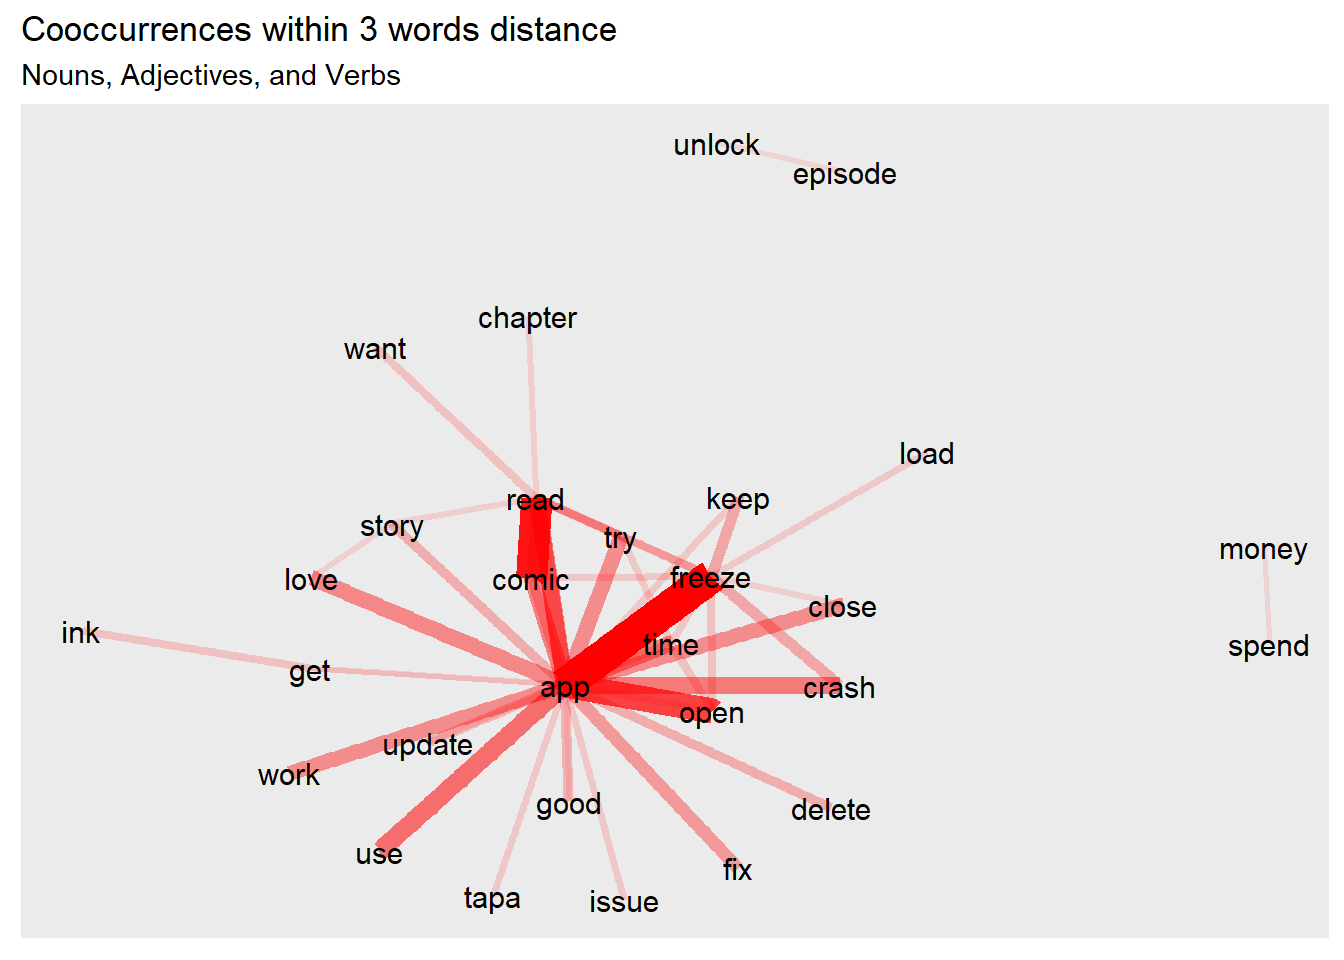 Cooccurrences within 3 words distance
Nouns, Adjectives, and Verbs
unlock
episode
chapter
want
load
read
keep
story
try
money
love
comic
freeze
close
ink
time
spend
get
app
crash
open
update
work
good
delete
use
fix
tapa
issue